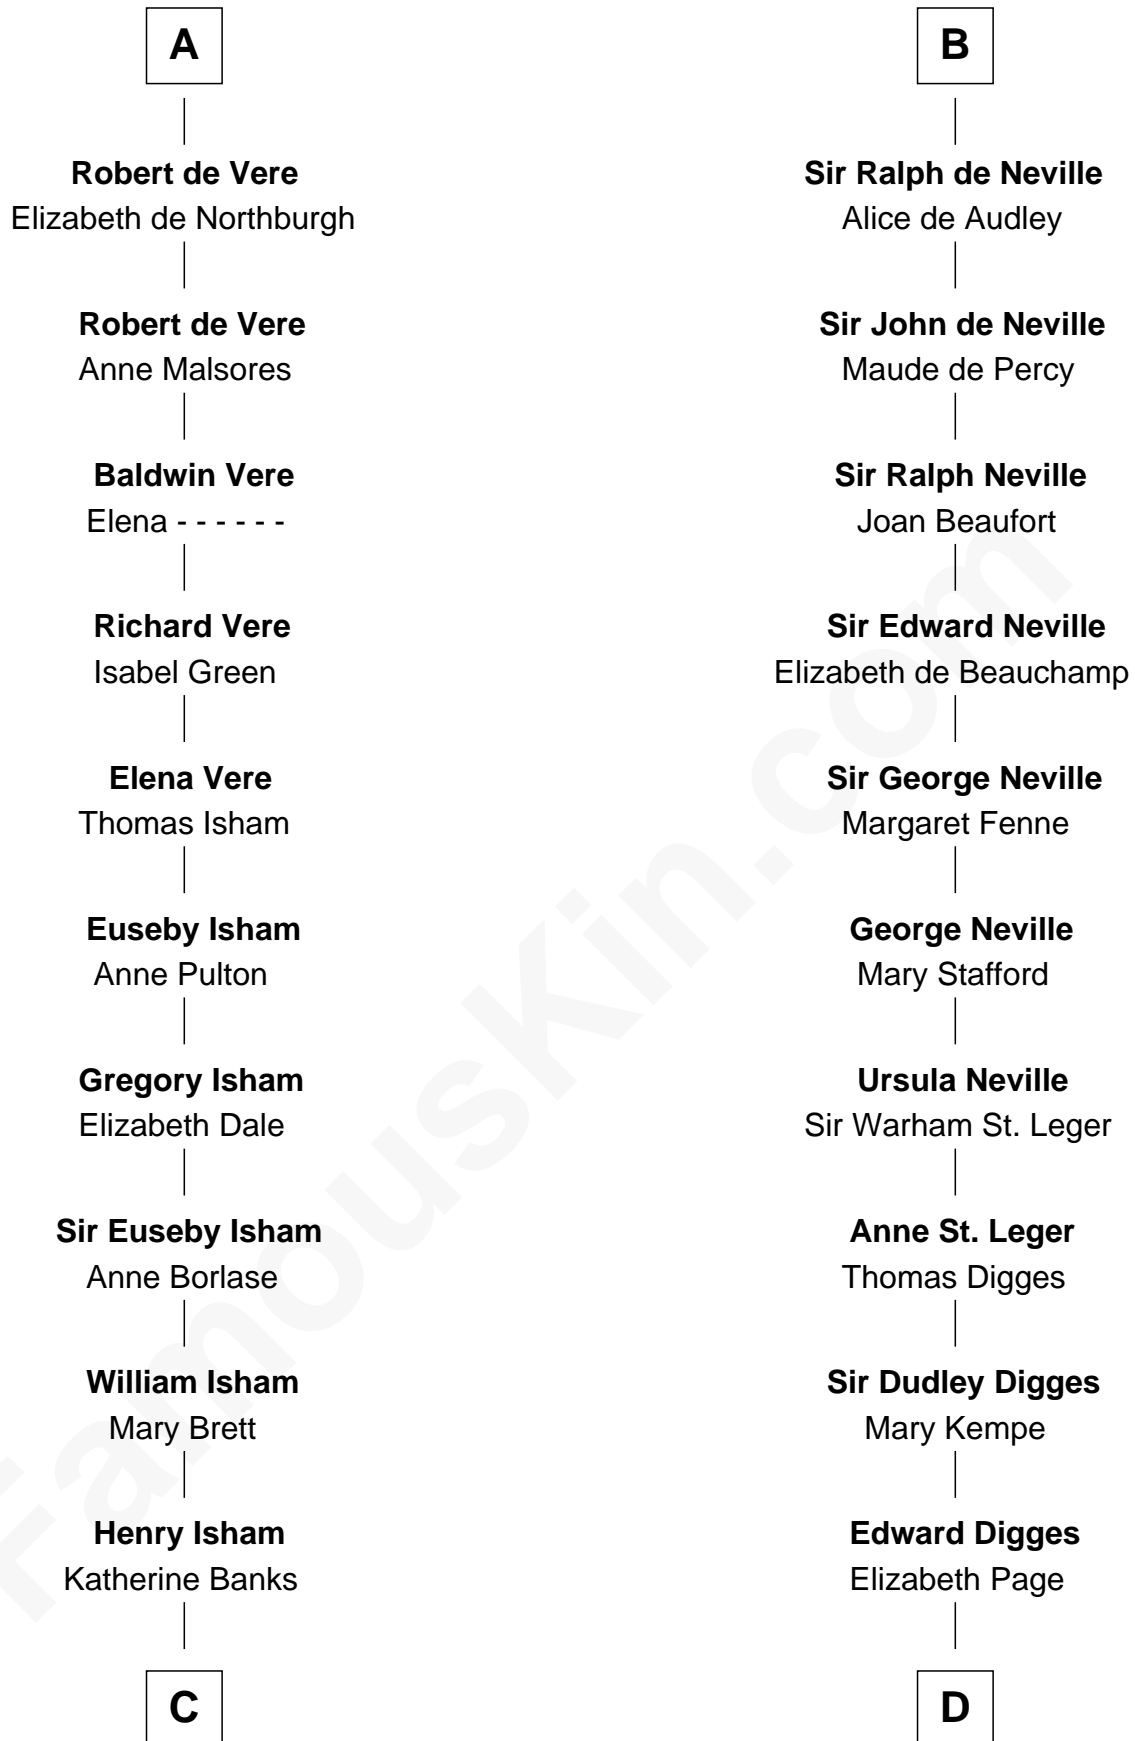 A
Robert de Vere
Elizabeth de Northburgh
Robert de Vere
Anne Malsores
Baldwin Vere
Elena - - - - - -
Richard Vere
Isabel Green
Elena Vere
Thomas Isham
Euseby Isham
Anne Pulton
Gregory Isham
Elizabeth Dale
Sir Euseby Isham
Anne Borlase
William Isham
Mary Brett
Henry Isham
Katherine Banks
C
B
Sir Ralph de Neville
Alice de Audley
Sir John de Neville
Maude de Percy
Sir Ralph Neville
Joan Beaufort
Sir Edward Neville
Elizabeth de Beauchamp
Sir George Neville
Margaret Fenne
George Neville
Mary Stafford
Ursula Neville
Sir Warham St. Leger
Anne St. Leger
Thomas Digges
Sir Dudley Digges
Mary Kempe
Edward Digges
Elizabeth Page
D
FamousKin.com